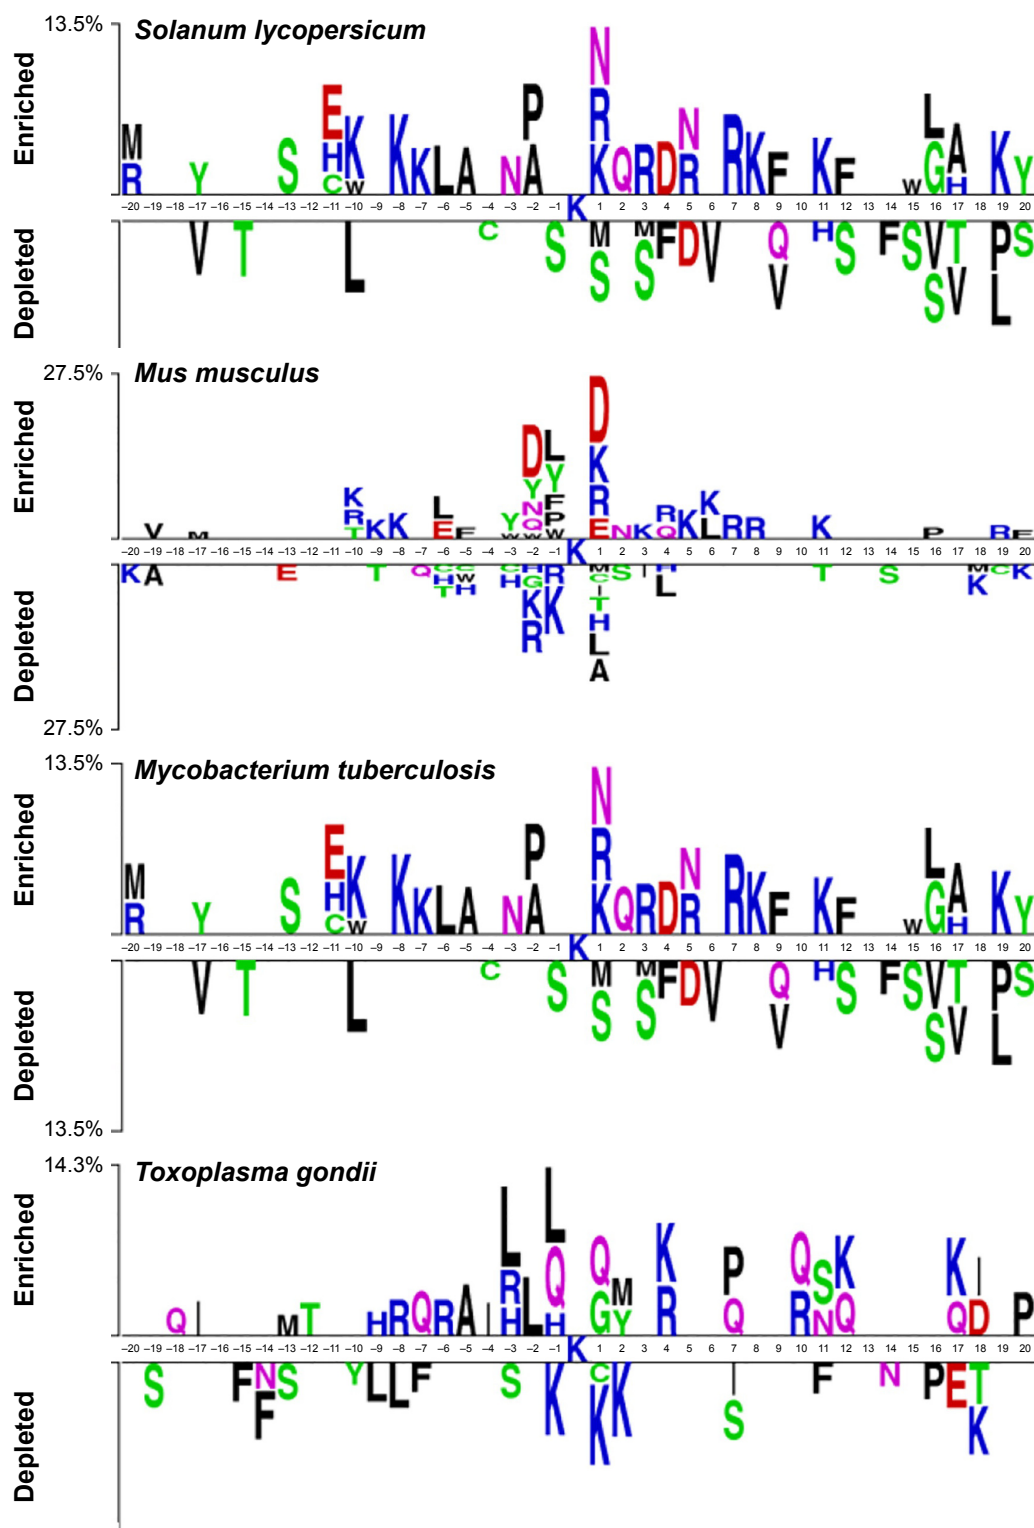 13.5%
Solanum lycopersicum
Enriched
M R Y S E H C K W K K L A N P A N R K Q R D N R R K F K F W L G A H K Y
-20 -19 -18 -17 -16 -15 -14 -13 -12 -11 -10 -9 -8 -7 -6 -5 -4 -3 -2 -1 K 1 2 3 4 5 6 7 8 9 10 11 12 13 14 15 16 17 18 19 20
Depleted
V T L C S M S M S F D V Q V H S F S V S T V P L S
27.5%
Mus musculus
Enriched
V M K R T K K L E F Y W D Y N Q W L Y F P W D K R E N K R Q K K L R R K P R F
-20 -19 -18 -17 -16 -15 -14 -13 -12 -11 -10 -9 -8 -7 -6 -5 -4 -3 -2 -1 K 1 2 3 4 5 6 7 8 9 10 11 12 13 14 15 16 17 18 19 20
Depleted
K A E T Q C H T C W H C H H G K R R K M C I T H L A S I H L T S M K C K
27.5%
13.5%
Mycobacterium tuberculosis
Enriched
M R Y S E H C K W K K L A N P A N R K Q R D N R R K F K F W L G A H K Y
-20 -19 -18 -17 -16 -15 -14 -13 -12 -11 -10 -9 -8 -7 -6 -5 -4 -3 -2 -1 K 1 2 3 4 5 6 7 8 9 10 11 12 13 14 15 16 17 18 19 20
Depleted
V T L C S M S M S F D V Q V H S F S V S T V P L S
13.5%
14.3%
Toxoplasma gondii
Enriched
Q I M T H R Q R A I L R H L L Q H Q G M Y K R P Q Q R S N K Q K Q I D P
-20 -19 -18 -17 -16 -15 -14 -13 -12 -11 -10 -9 -8 -7 -6 -5 -4 -3 -2 -1 K 1 2 3 4 5 6 7 8 9 10 11 12 13 14 15 16 17 18 19 20
Depleted
S F N F S Y L L F S K C K K I S F N P E T K